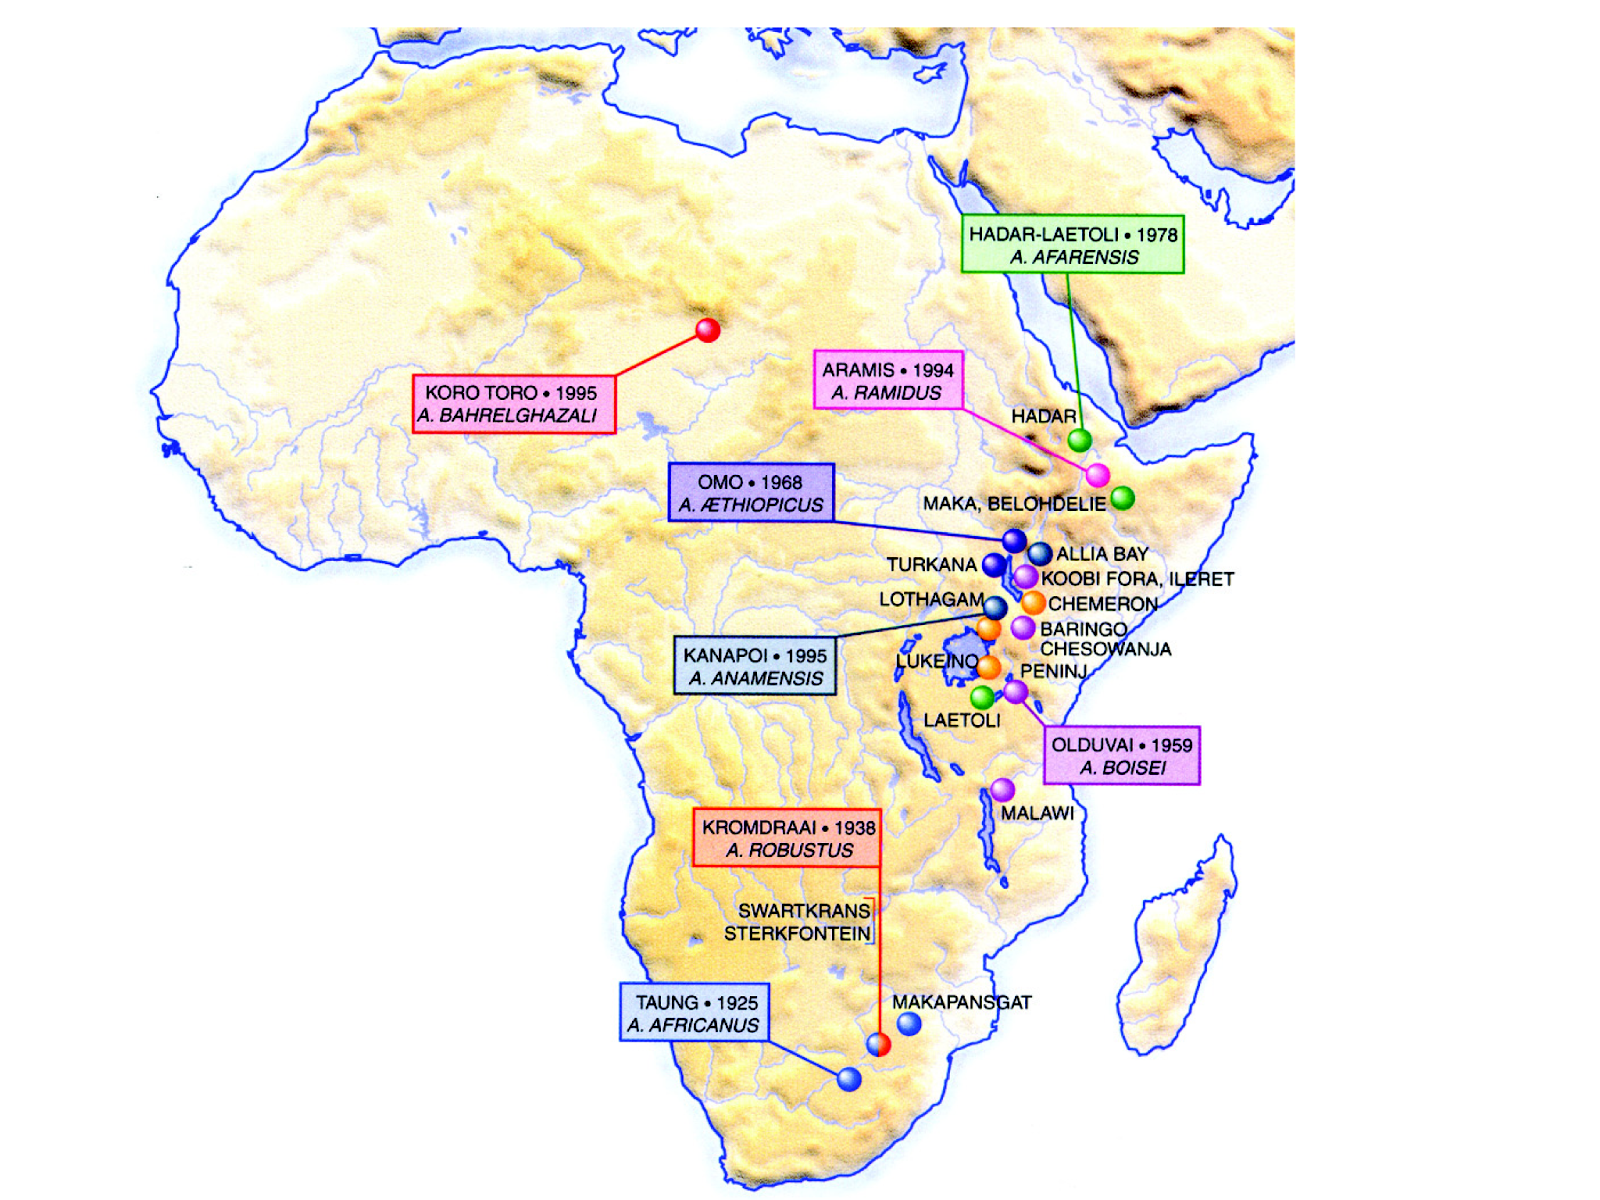 HADAR-LAETOLI • 1978
A. AFARENSIS
ARAMIS • 1994
A. RAMIDUS
KORO TORO • 1995
A. BAHRELGHAZALI
HADAR
OMO • 1968
A. ÆTHIOPICUS
MAKA, BELOHDELIE
ALLIA BAY
TURKANA
KOOBI FORA, ILERET
LOTHAGAM
CHEMERON
BARINGO
CHESOWANJA
KANAPOI • 1995
A. ANAMENSIS
LUKEINO
PENINJ
LAETOLI
OLDUVAI • 1959
A. BOISEI
MALAWI
KROMDRAAI • 1938
A. ROBUSTUS
SWARTKRANS
STERKFONTEIN
TAUNG • 1925
A. AFRICANUS
MAKAPANSGAT